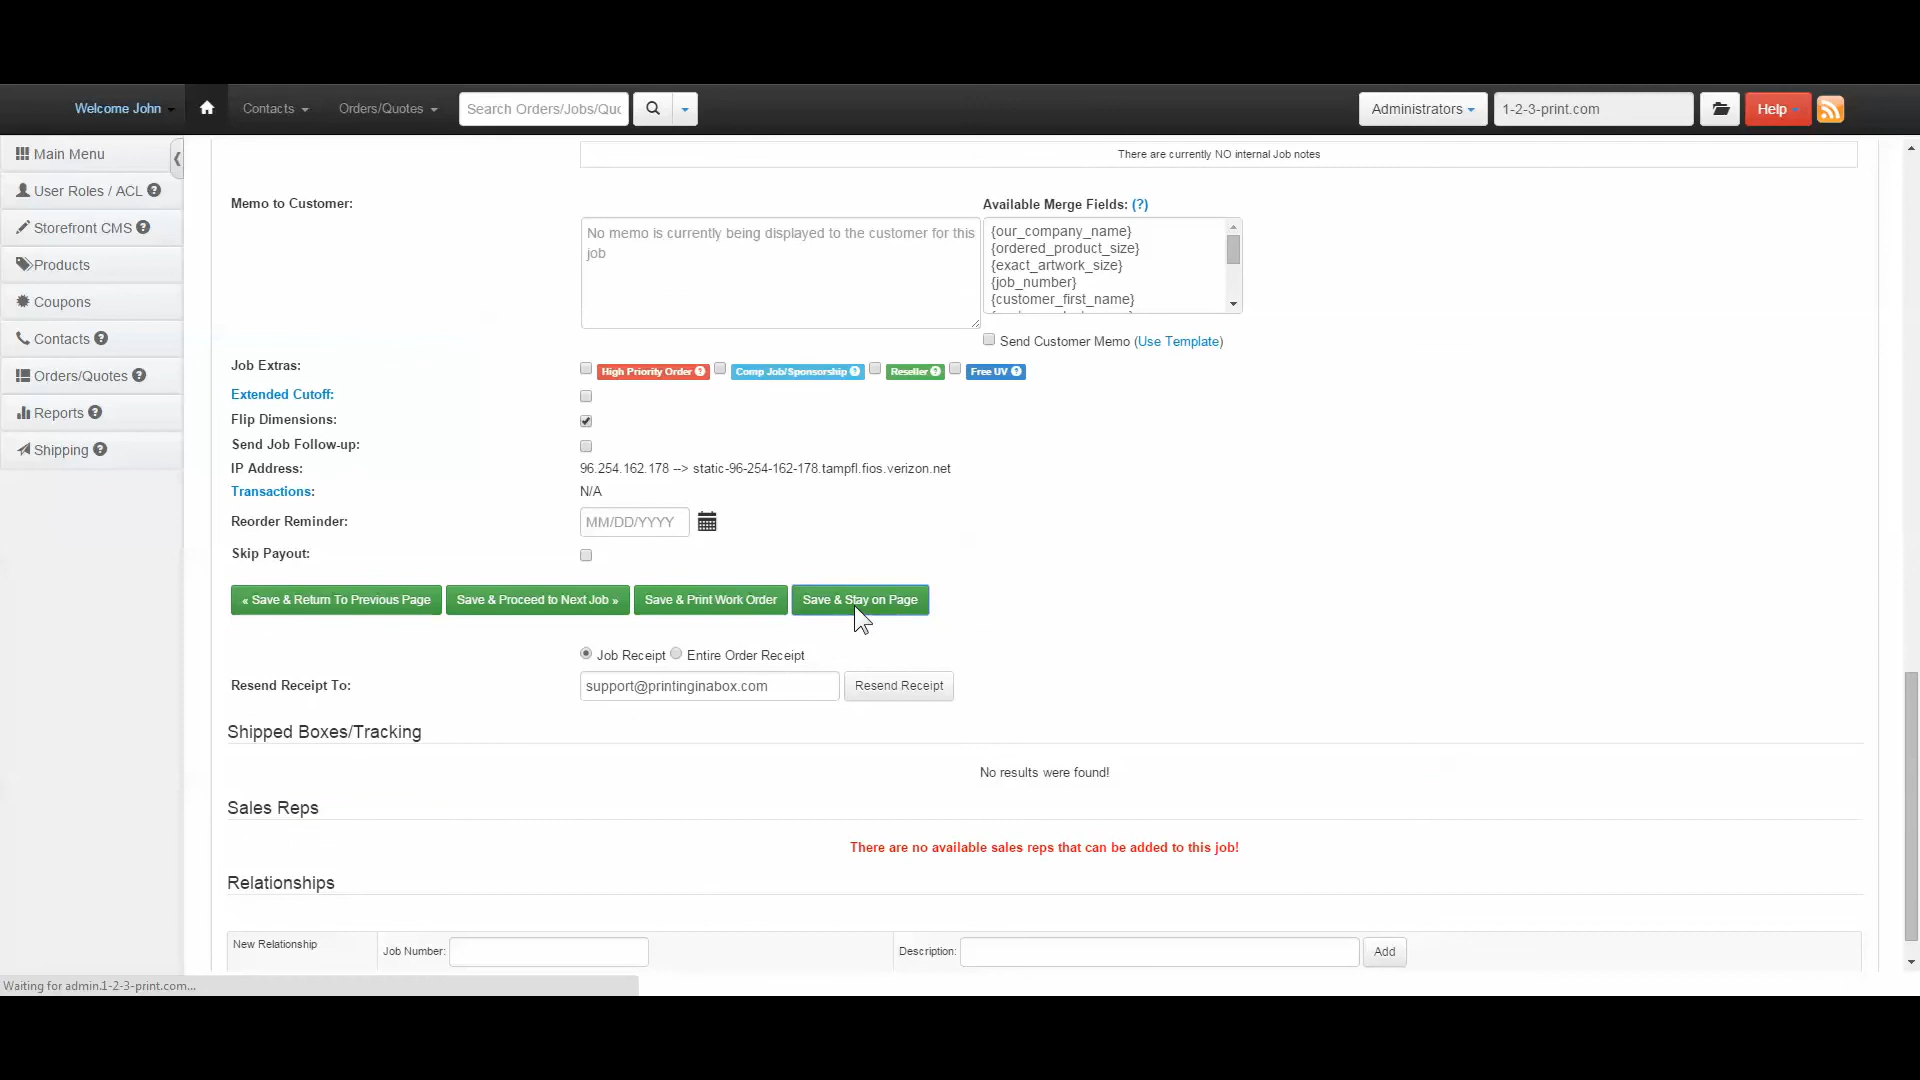 Welcome John
Contacts
Orders/Quotes
Search Orders/Jobs/Quc
Administrators
1-2-3-print.com
Help
Main Menu
User Roles / ACL ?
Storefront CMS ?
Products
Coupons
Contacts ?
Orders/Quotes ?
Reports ?
Shipping ?
There are currently NO internal Job notes
Memo to Customer:
No memo is currently being displayed to the customer for this
job
Available Merge Fields: (?)
{our_company_name}
{ordered_product_size}
{exact_artwork_size}
{job_number}
{customer_first_name}
Send Customer Memo (Use Template)
Job Extras:
High Priority Order ? Comp Job/Sponsorship ? Reseller ? Free UV ?
Extended Cutoff:
Flip Dimensions:
Send Job Follow-up:
IP Address: 96.254.162.178 --> static-96-254-162-178.tampfl.fios.verizon.net
Transactions: N/A
Reorder Reminder: MM/DD/YYYY
Skip Payout:
« Save & Return To Previous Page
Save & Proceed to Next Job »
Save & Print Work Order
Save & Stay on Page
Job Receipt Entire Order Receipt
Resend Receipt To: support@printinginabox.com Resend Receipt
Shipped Boxes/Tracking
No results were found!
Sales Reps
There are no available sales reps that can be added to this job!
Relationships
New Relationship Job Number: Description: Add
Waiting for admin.1-2-3-print.com...